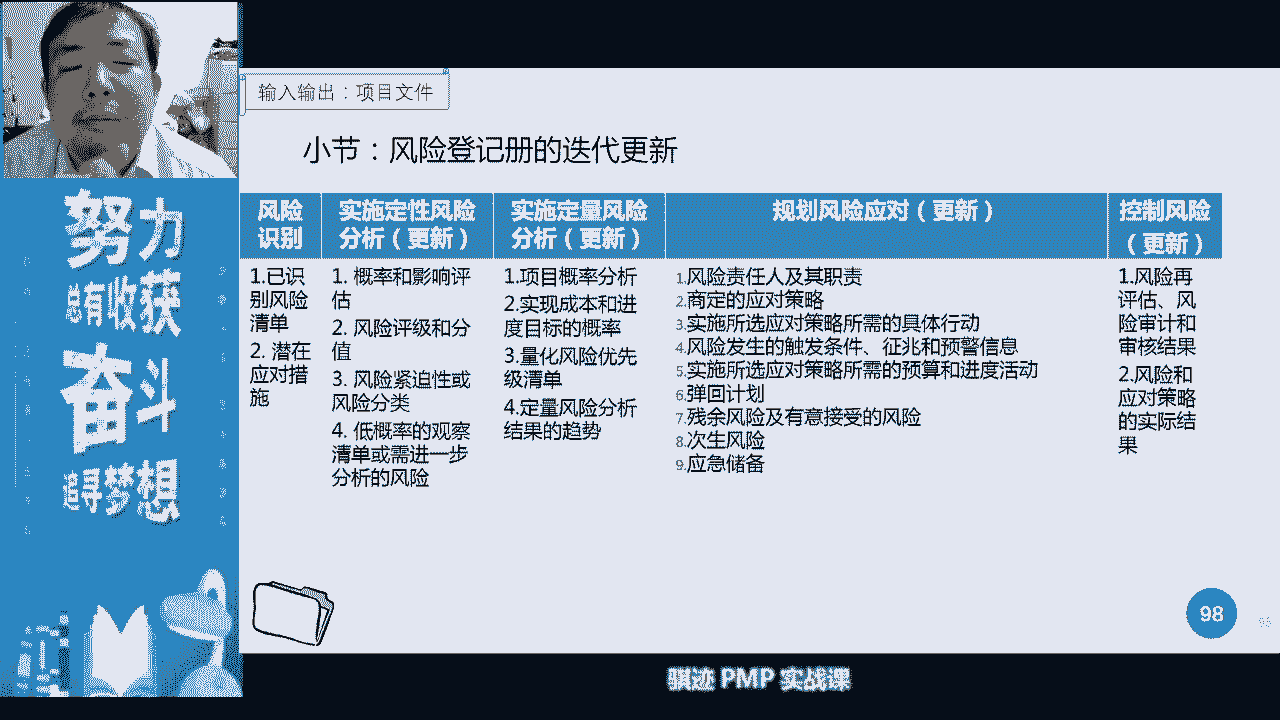 输入输出：项目文件
小节：风险登记册的迭代更新
努力
总有收获
奋斗
追寻梦想
风险
识别
实施定性风险
分析（更新）
实施定量风险
分析（更新）
规划风险应对（更新）
控制风险
（更新）
1.已识
别风险
清单
2. 潜在
应对措
施
1. 概率和影响评
估
2. 风险评级和分
值
3. 风险紧迫性或
风险分类
4. 低概率的观察
清单或需进一步
分析的风险
1.项目概率分析
2.实现成本和进
度目标的概率
3.量化风险优先
级清单
4.定量风险分析
结果的趋势
1.风险责任人及其职责
2.商定的应对策略
3.实施所选应对策略所需的具体行动
4.风险发生的触发条件、征兆和预警信息
5.实施所选应对策略所需的预算和进度活动
6.弹回计划
7.残余风险及有意接受的风险
8.次生风险
9.应急储备
1.风险再
评估、风
险审计和
审核结果
2.风险和
应对策略
的实际结
果
98
骐迹 PMP 实战课